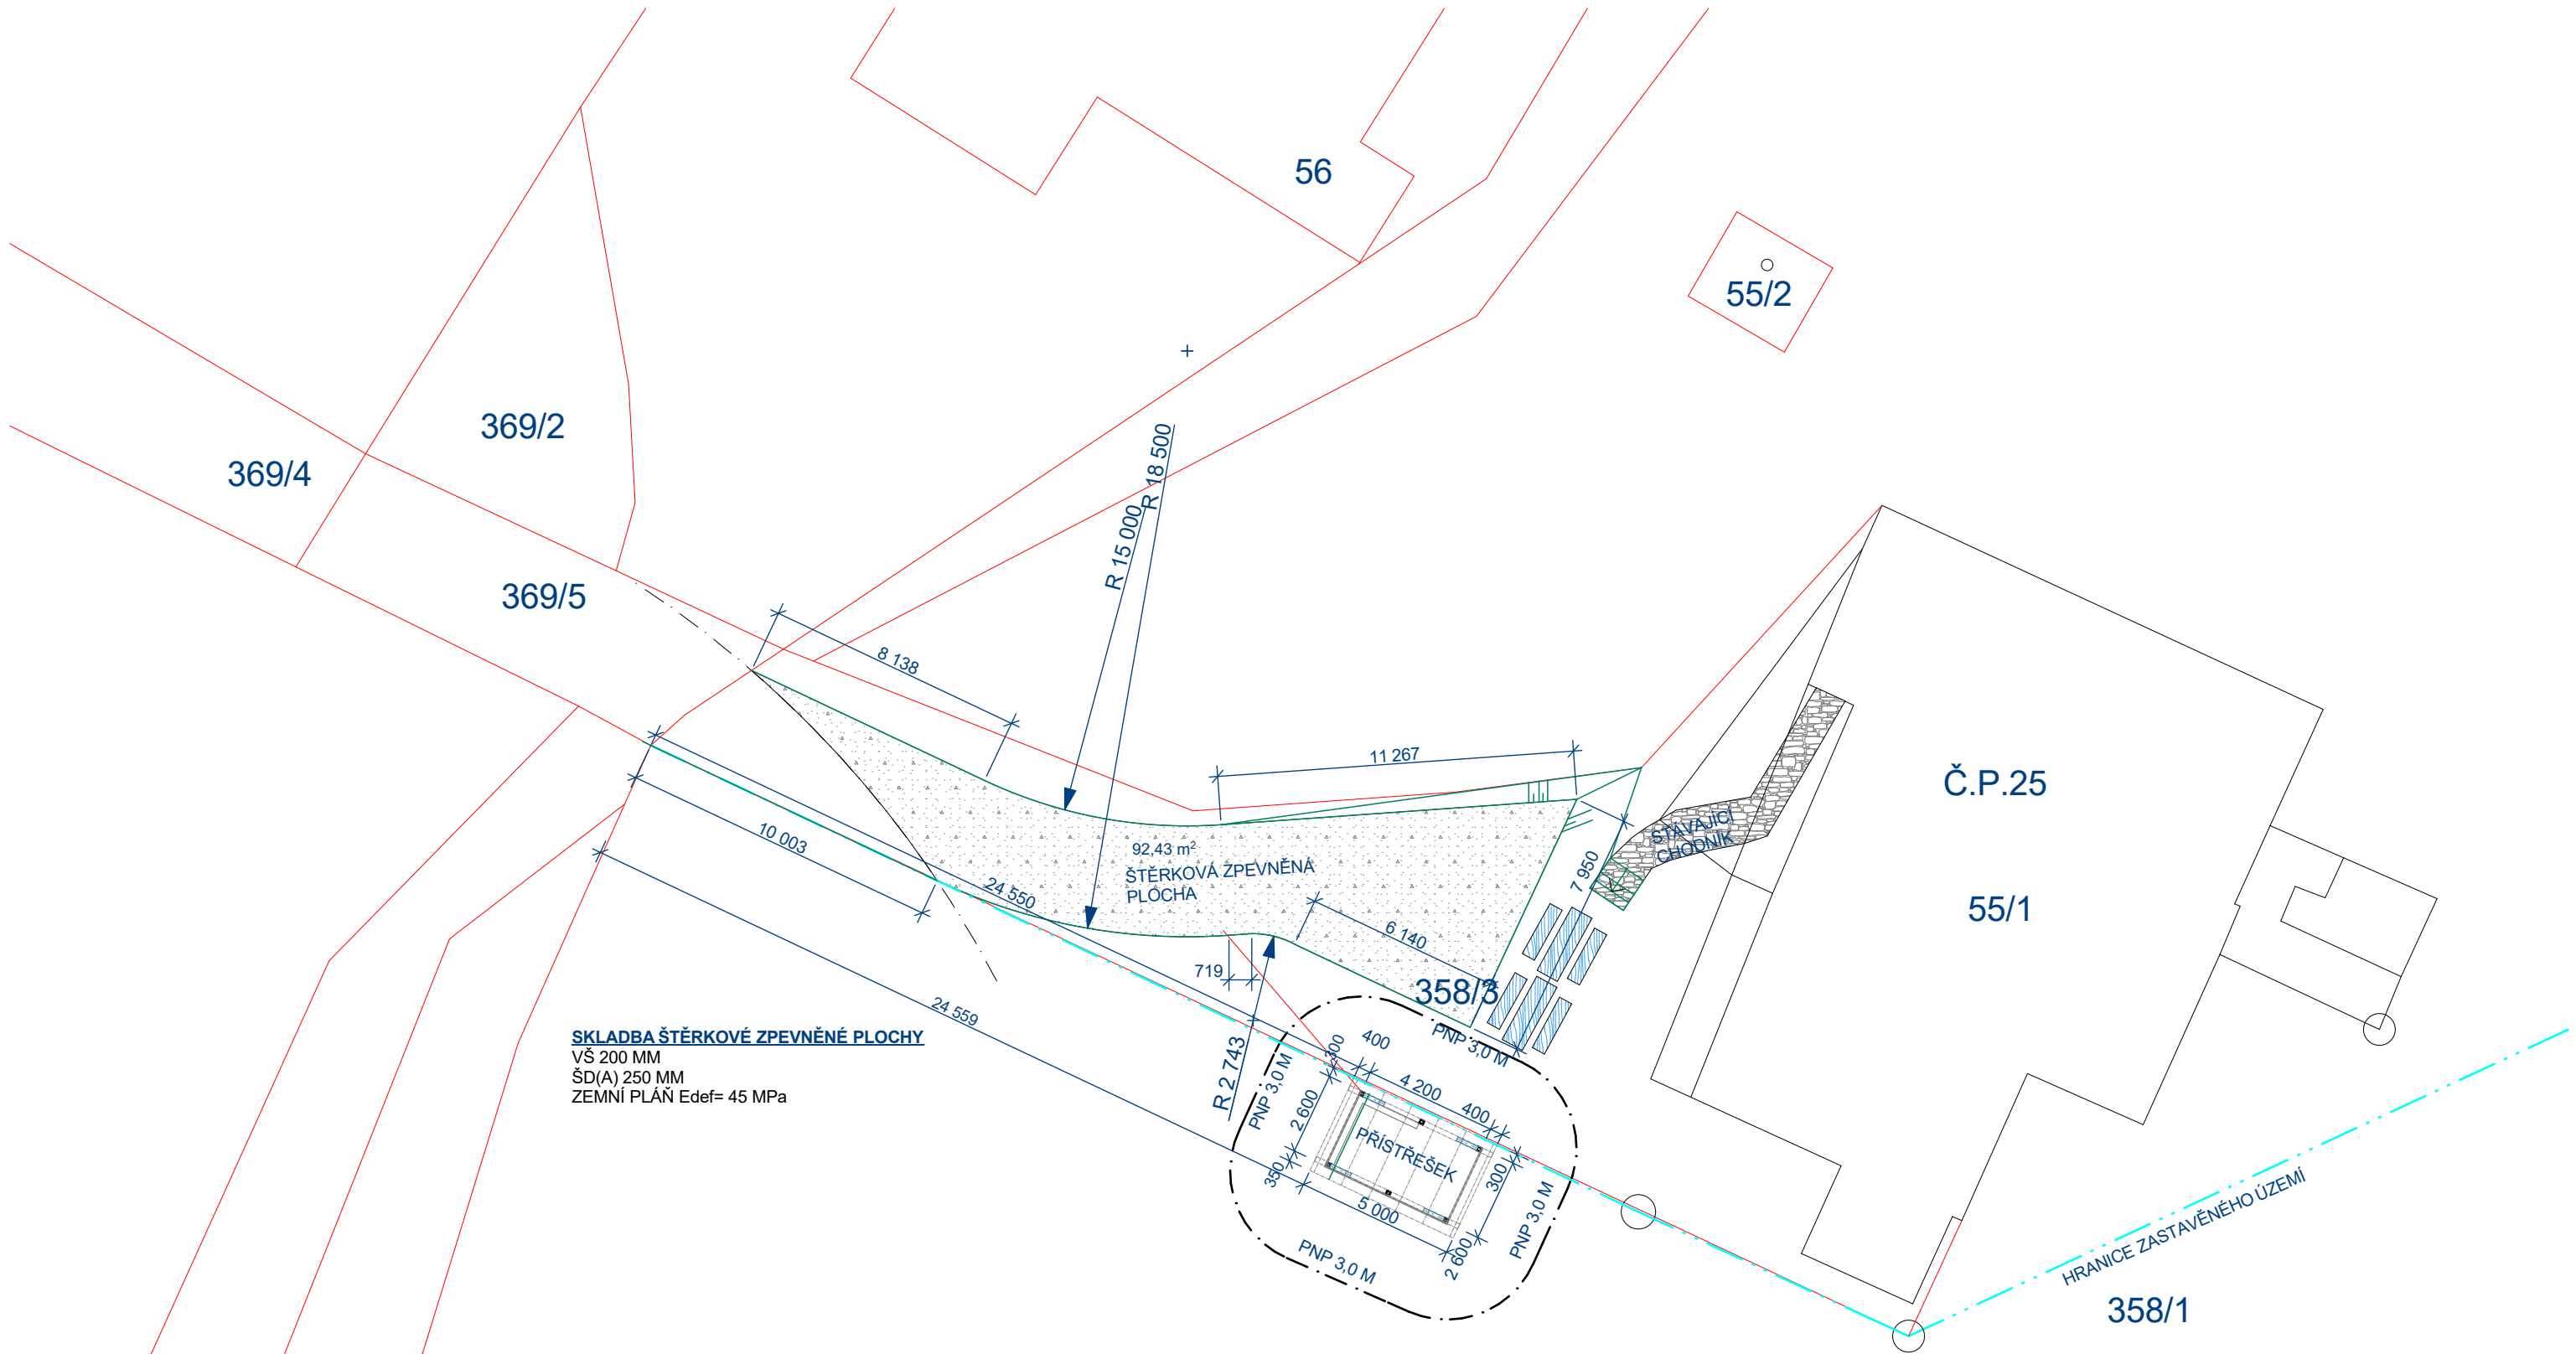 56
55/2
369/2
369/4
R 18 500
R 15 000
369/5
8 138
11 267
Č.P.25
STÁVAJÍCÍ
CHODNÍK
10 003
92,43 m²
ŠTĚRKOVÁ ZPEVNĚNÁ
PLOCHA
7 950
24 550
55/1
6 140
719
358/3
24 559
SKLADBA ŠTĚRKOVÉ ZPEVNĚNÉ PLOCHY
VŠ 200 MM
ŠD(A) 250 MM
ZEMNÍ PLÁŇ Edef= 45 MPa
R 2 743
300
400
PNP 3,0 M
PNP 3,0 M
4 200
400
2 600
PŘÍSTŘEŠEK
350
300
5 000
PNP 3,0 M
2 600
PNP 3,0 M
HRANICE ZASTAVĚNÉHO ÚZEMÍ
358/1